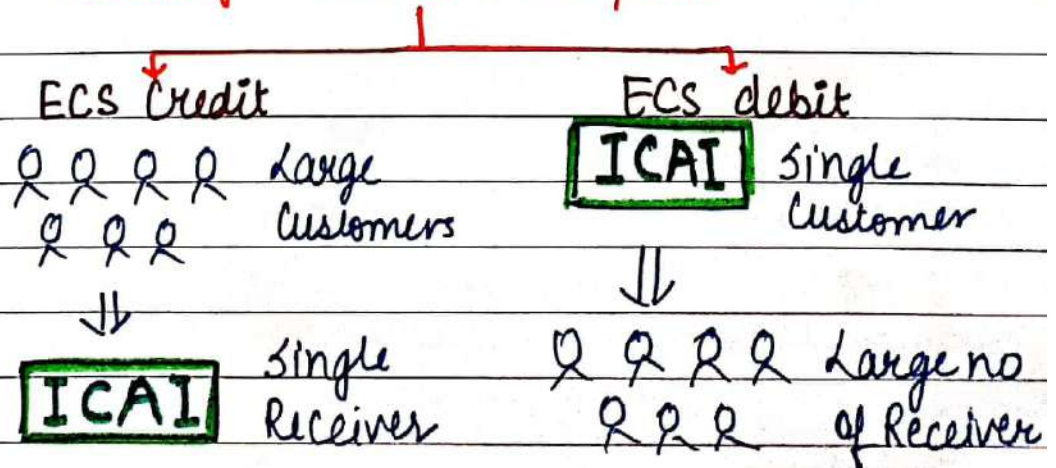 ECS Credit
ECS debit
Large
Customers
ICAI
Single
Customer
ICAI
Single
Receiver
Large no
of Receiver